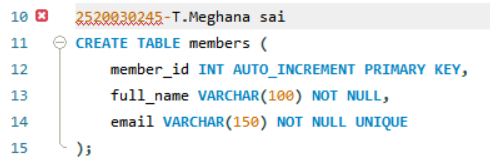 10 2520030245-T.Meghana sai
11 CREATE TABLE members (
12 member_id INT AUTO_INCREMENT PRIMARY KEY,
13 full_name VARCHAR(100) NOT NULL,
14 email VARCHAR(150) NOT NULL UNIQUE
15 );